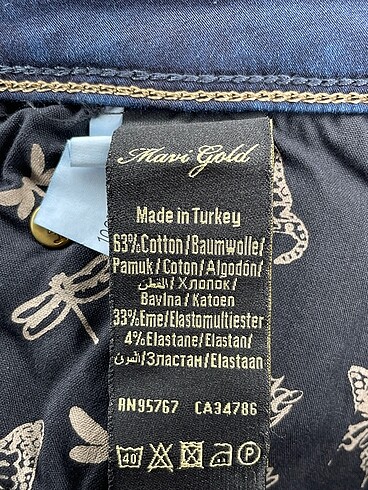 Mavi Gold
Made in Turkey
63%Cotton/Baumwolle/
Pamuk/Coton/Algodón/
القطن/Хлопок/
Bavlna/Katoen
33%Eme/Elastomultiester
4%Elastane/Elastan/
الموّن/Эластан/Elastaan
RN95767 CA34786
40 P